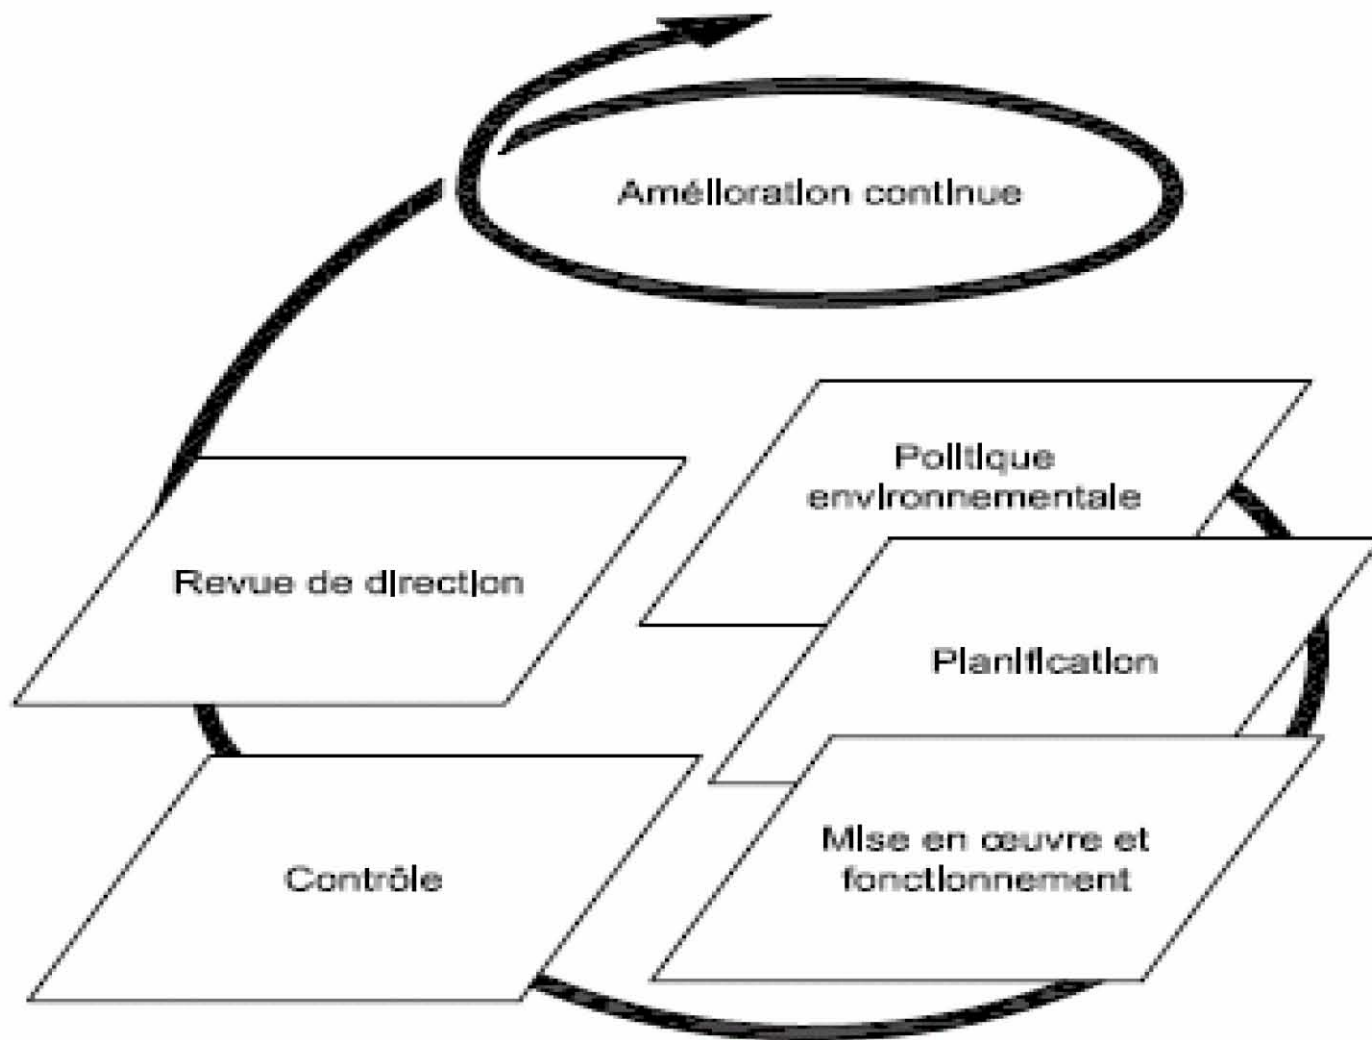 Amélioration continue
Politique
environnementale
Revue de direction
Planification
Mise en œuvre et
fonctionnement
Contrôle